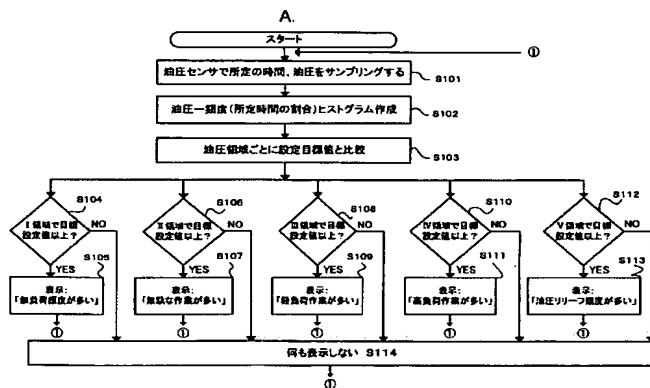 A.
スタート
①
油圧センサで所定の時間、油圧をサンプリングする
S101
油圧－頻度(所定時間の割合)ヒストグラム作成
S102
油圧領域ごとに設定目標値と比較
S103
S104
Ⅰ領域で目標
設定値以上?
NO
YES
S105
表示:
「無負荷頻度が多い」
①
S106
Ⅱ領域で目標
設定値以上?
NO
YES
S107
表示:
「無駄な作業が多い」
①
S108
Ⅲ領域で目標
設定値以上?
NO
YES
S109
表示:
「軽負荷作業が多い」
①
S110
Ⅳ領域で目標
設定値以上?
NO
YES
S111
表示:
「高負荷作業が多い」
①
S112
Ⅴ領域で目標
設定値以上?
NO
YES
S113
表示:
「油圧リリーフ頻度が多い」
①
何も表示しない S114
①